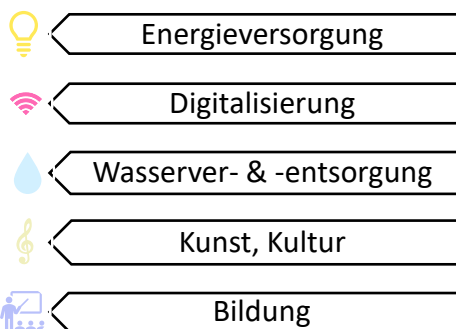 Energieversorgung
Digitalisierung
Wasserver- & -entsorgung
Kunst, Kultur
Bildung